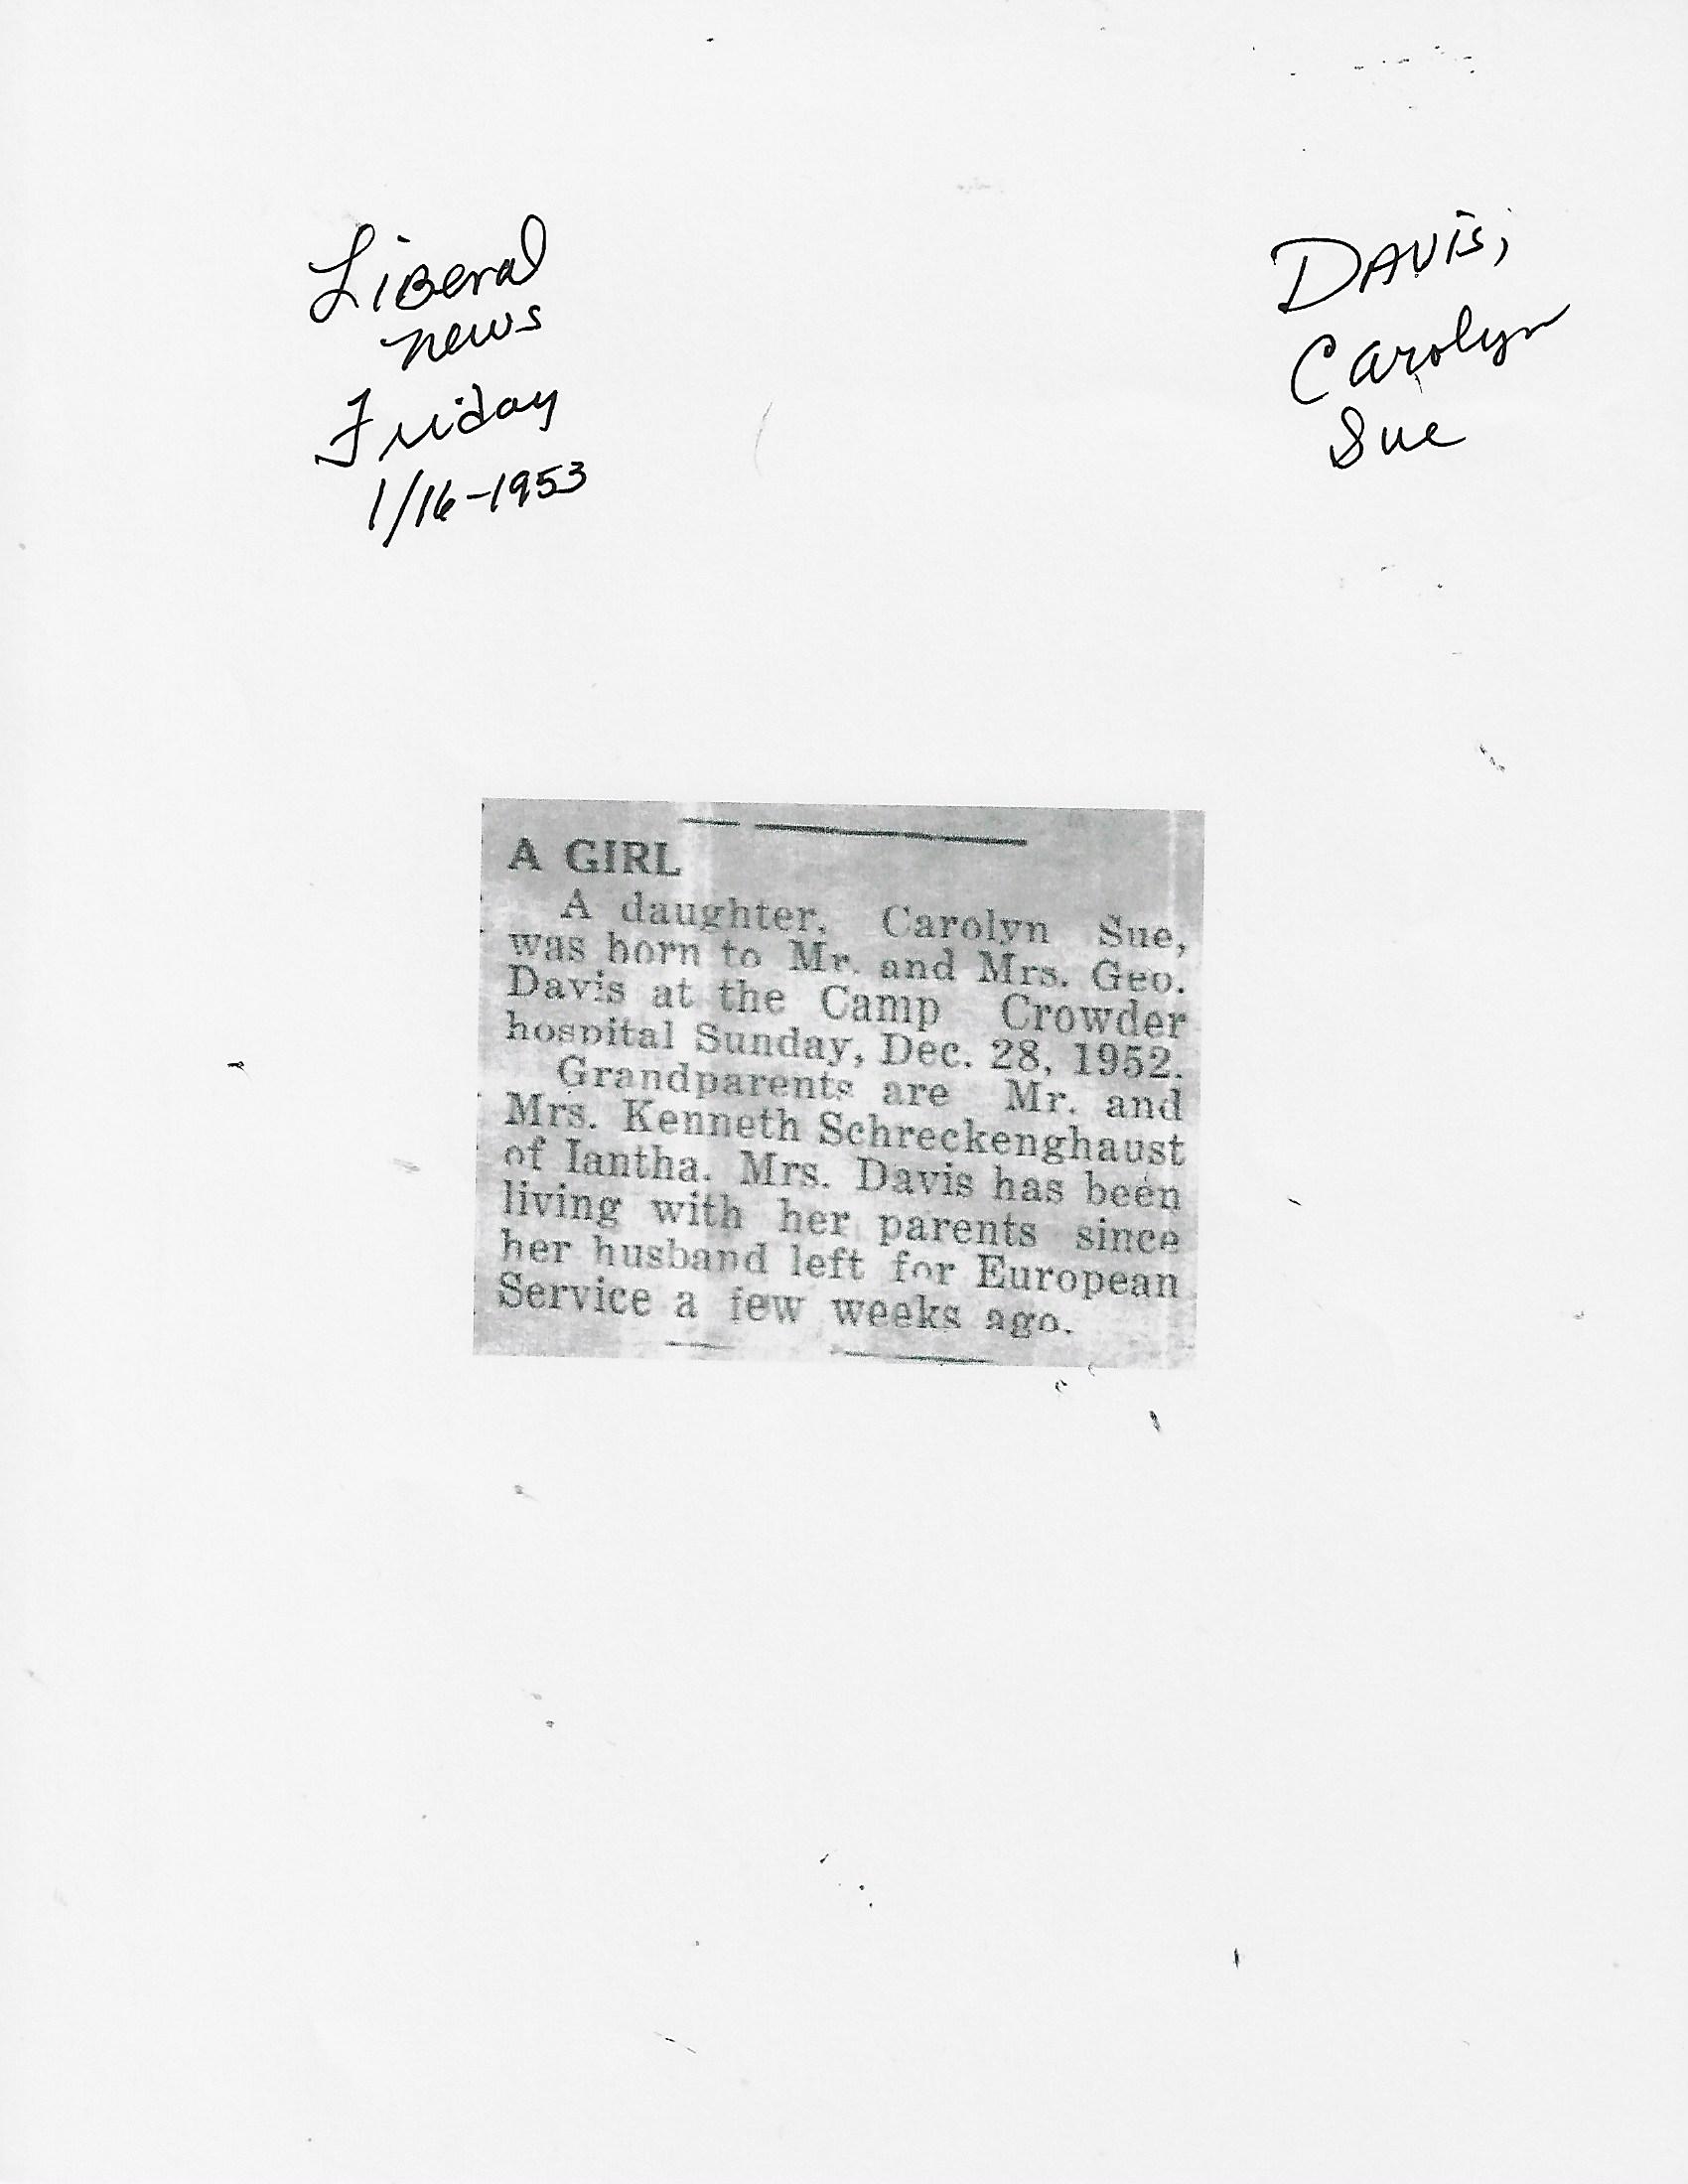 Liberal
news
Friday
1/16-1953
DAVIS,
Carolyn
Sue
A GIRL
A daughter, Carolyn Sue,
was born to Mr. and Mrs. Geo.
Davis at the Camp Crowder
hospital Sunday, Dec. 28, 1952.
Grandparents are Mr. and
Mrs. Kenneth Schreckenghaust
of Iantha. Mrs. Davis has been
living with her parents since
her husband left for European
Service a few weeks ago.